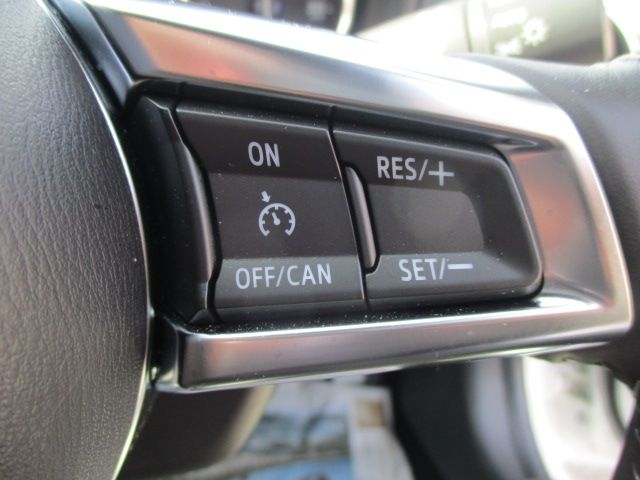 ON
RES/+
OFF/CAN
SET/−